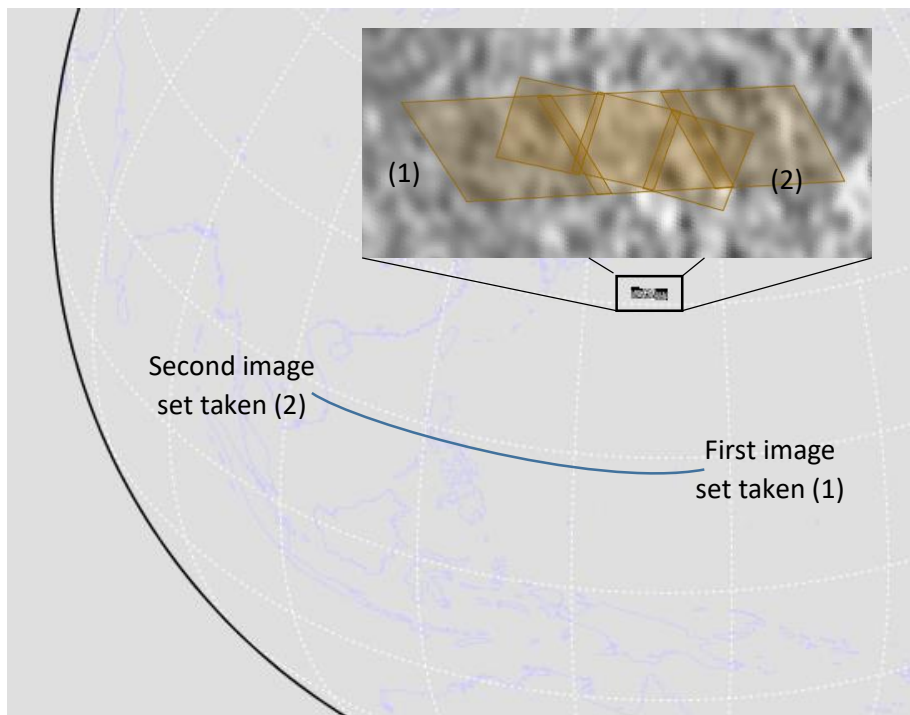 (1)
(2)
Second image
set taken (2)
First image
set taken (1)